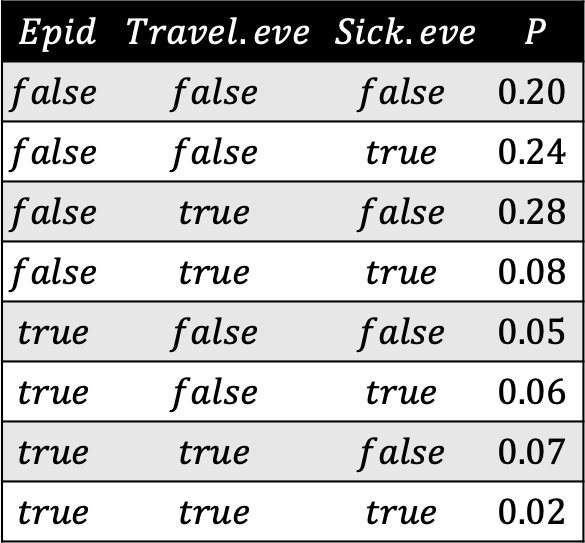 Epid Travel.eve Sick.eve P
false false false 0.20
false false true 0.24
false true false 0.28
false true true 0.08
true false false 0.05
true false true 0.06
true true false 0.07
true true true 0.02